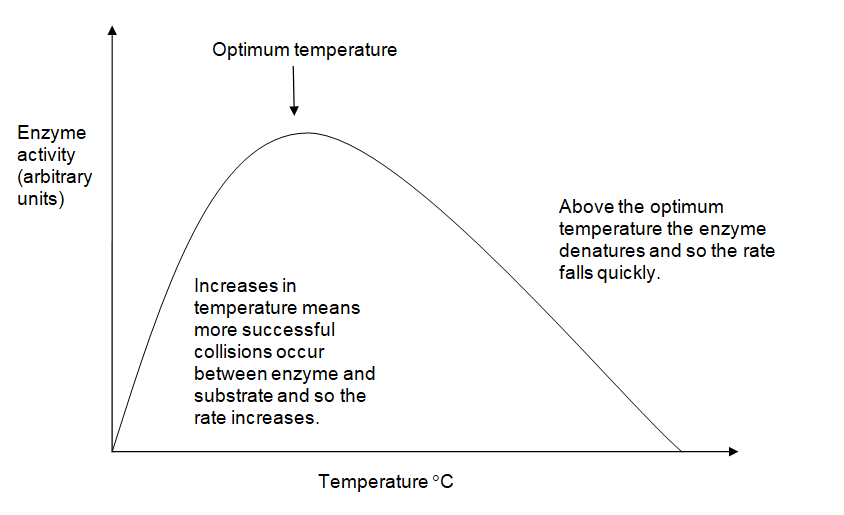 Optimum temperature
Enzyme
activity
(arbitrary
units)
Above the optimum
temperature the enzyme
denatures and so the rate
falls quickly.
Increases in
temperature means
more successful
collisions occur
between enzyme and
substrate and so the
rate increases.
Temperature °C